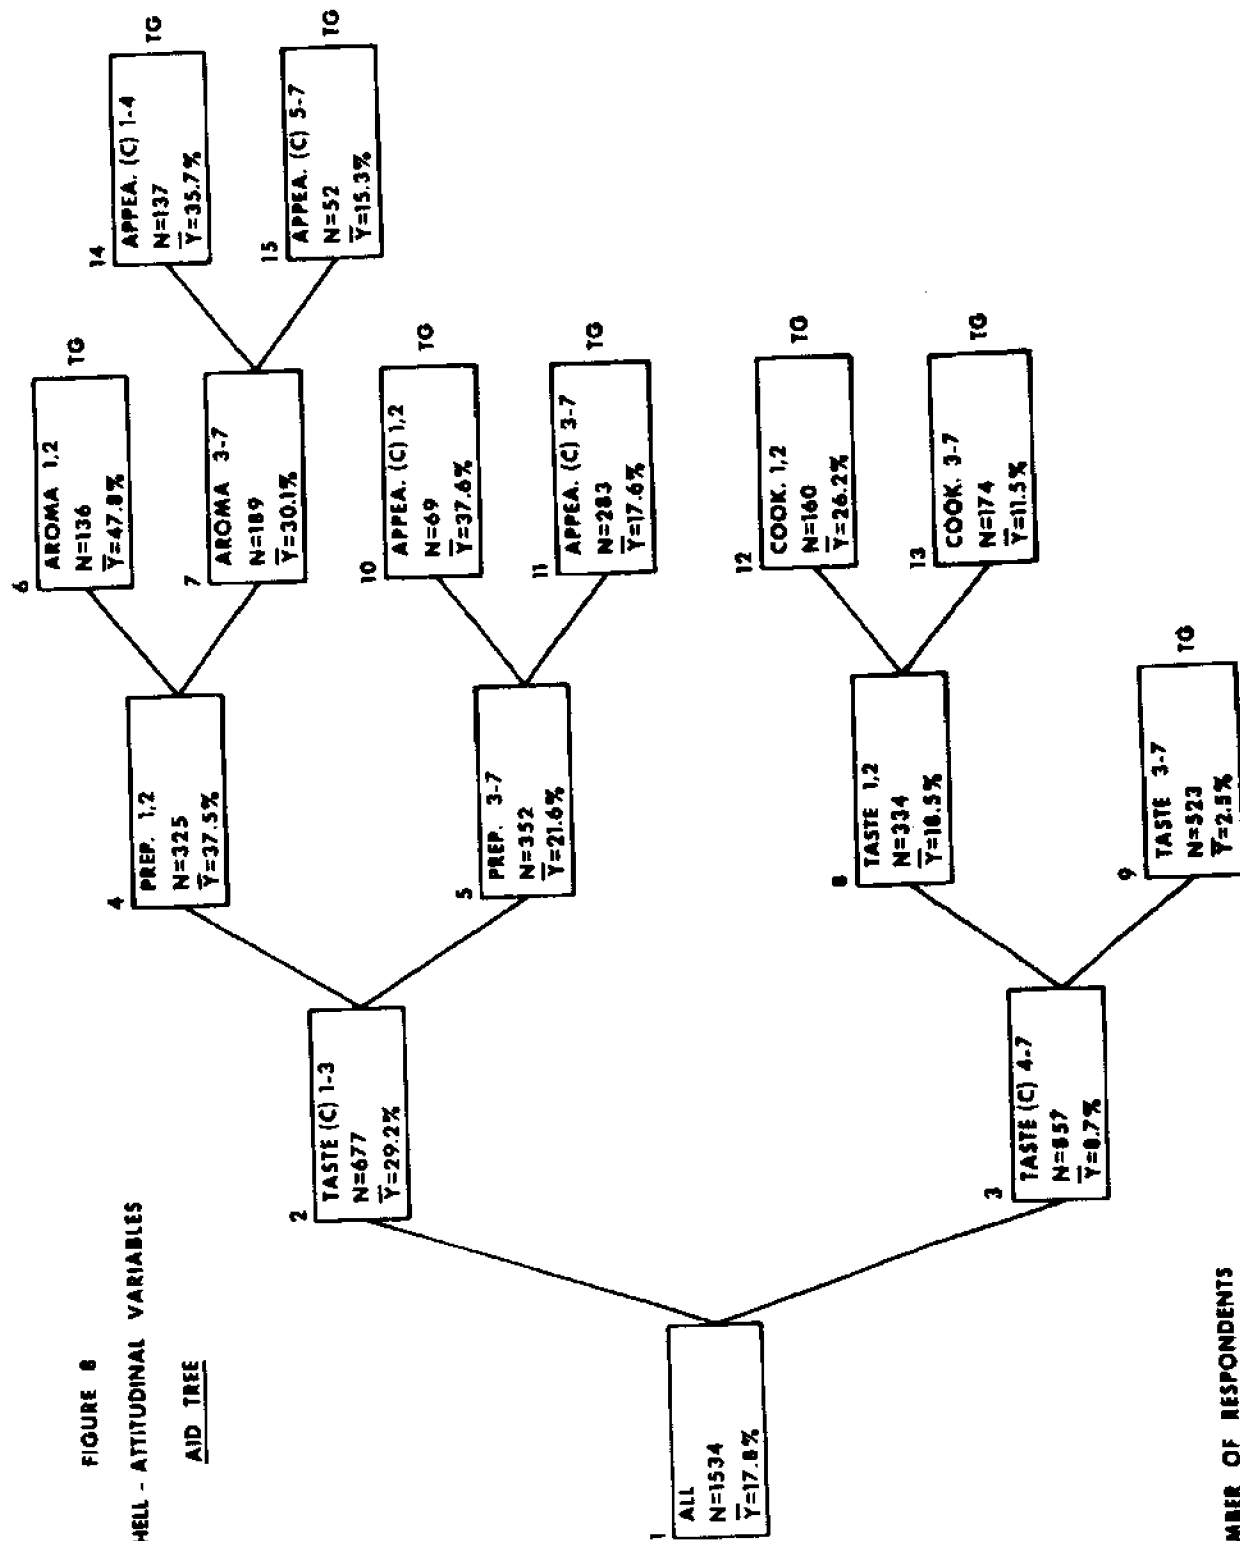 FIGURE 8
HELL - ATTITUDINAL VARIABLES
AID TREE
1
ALL
N=1534
Y=17.8%
2
TASTE (C) 1-3
N=677
Y=29.2%
3
TASTE (C) 4-7
N=857
Y=8.7%
4
PREP. 1,2
N=325
Y=37.5%
5
PREP. 3-7
N=352
Y=21.6%
8
TASTE 1,2
N=334
Y=18.5%
9
TASTE 3-7
N=523
Y=2.5%
TG
6
AROMA 1,2
N=136
Y=47.8%
TG
7
AROMA 3-7
N=189
Y=30.1%
10
APPEA. (C) 1,2
N=69
Y=37.6%
TG
11
APPEA. (C) 3-7
N=283
Y=17.6%
TG
12
COOK. 1,2
N=160
Y=26.2%
TG
13
COOK. 3-7
N=174
Y=11.5%
TG
14
APPEA. (C) 1-4
N=137
Y=35.7%
TG
15
APPEA. (C) 5-7
N=52
Y=15.3%
TG
MBER OF RESPONDENTS